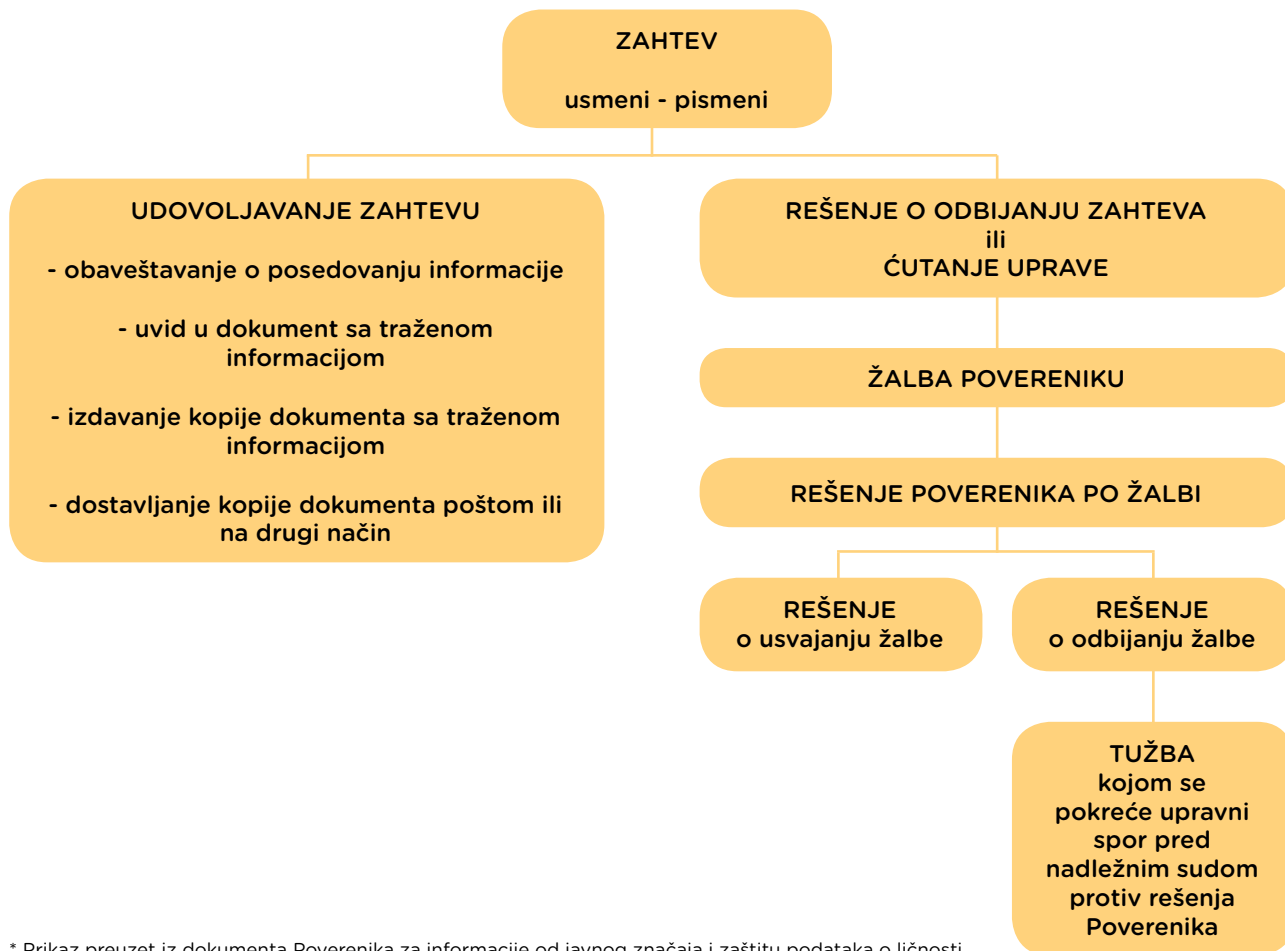 ZAHTEV
usmeni - pismeni
UDOVOLJAVANJE ZAHTEVU
- obaveštavanje o posedovanju informacije
- uvid u dokument sa traženom
informacijom
- izdavanje kopije dokumenta sa traženom
informacijom
- dostavljanje kopije dokumenta poštom ili
na drugi način
REŠENJE O ODBIJANJU ZAHTEVA
ili
ĆUTANJE UPRAVE
ŽALBA POVERENIKU
REŠENJE POVERENIKA PO ŽALBI
REŠENJE
o usvajanju žalbe
REŠENJE
o odbijanju žalbe
TUŽBA
kojom se
pokreće upravni
spor pred
nadležnim sudom
protiv rešenja
Poverenika
* Prikaz preuzet iz dokumenta Poverenika za informacije od javnog značaja i zaštitu podataka o ličnosti